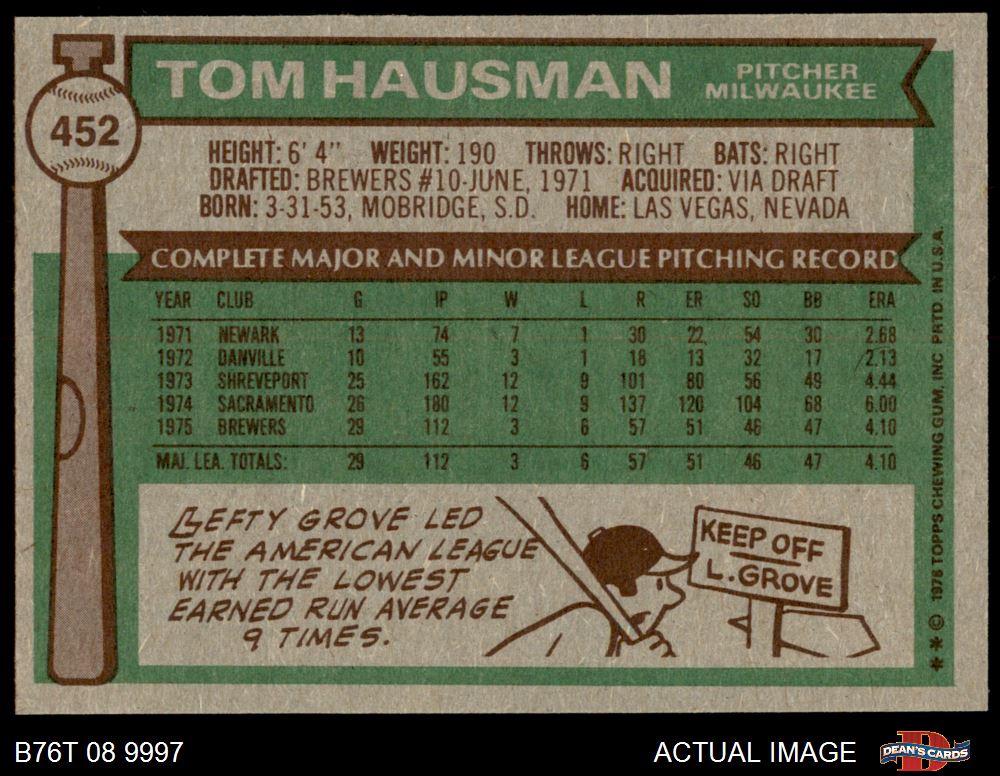 452
TOM HAUSMAN
PITCHER
MILWAUKEE
HEIGHT: 6' 4" WEIGHT: 190 THROWS: RIGHT BATS: RIGHT
DRAFTED: BREWERS #10-JUNE, 1971 ACQUIRED: VIA DRAFT
BORN: 3-31-53, MOBRIDGE, S.D. HOME: LAS VEGAS, NEVADA
COMPLETE MAJOR AND MINOR LEAGUE PITCHING RECORD
YEAR CLUB G IP W L R ER SO BB ERA
1971 NEWARK 13 74 7 1 30 22 54 30 2.68
1972 DANVILLE 10 55 3 1 18 13 32 17 2.13
1973 SHREVEPORT 25 162 12 9 101 80 56 49 4.44
1974 SACRAMENTO 26 180 12 9 137 120 104 68 6.00
1975 BREWERS 29 112 3 6 57 51 46 47 4.10
MAJ. LEA. TOTALS: 29 112 3 6 57 51 46 47 4.10
LEFTY GROVE LED
THE AMERICAN LEAGUE
WITH THE LOWEST
EARNED RUN AVERAGE
9 TIMES.
KEEP OFF
L. GROVE
** © 1976 TOPPS CHEWING GUM, INC PRTD. IN U.S.A.
B76T 08 9997
ACTUAL IMAGE
D
DEAN'S CARDS